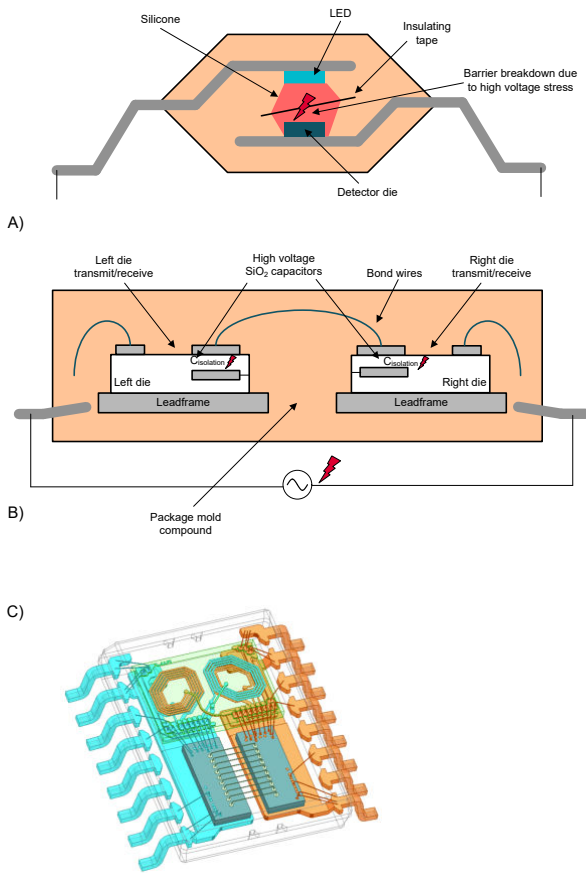 LED
Silicone
Insulating
tape
Barrier breakdown due
to high voltage stress
Detector die
A)
Left die
transmit/receive
High voltage
SiO2 capacitors
Bond wires
Right die
transmit/receive
Cisolation
Cisolation
Left die
Right die
Leadframe
Leadframe
B)
Package mold
compound
C)